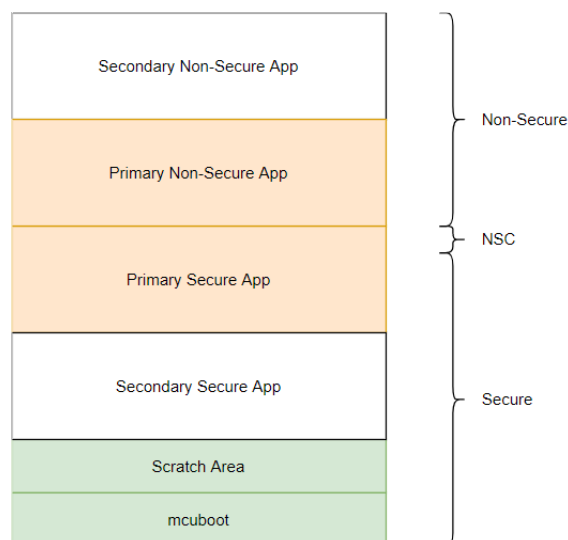 Secondary Non-Secure App
Non-Secure
Primary Non-Secure App
NSC
Primary Secure App
Secondary Secure App
Secure
Scratch Area
mcuboot